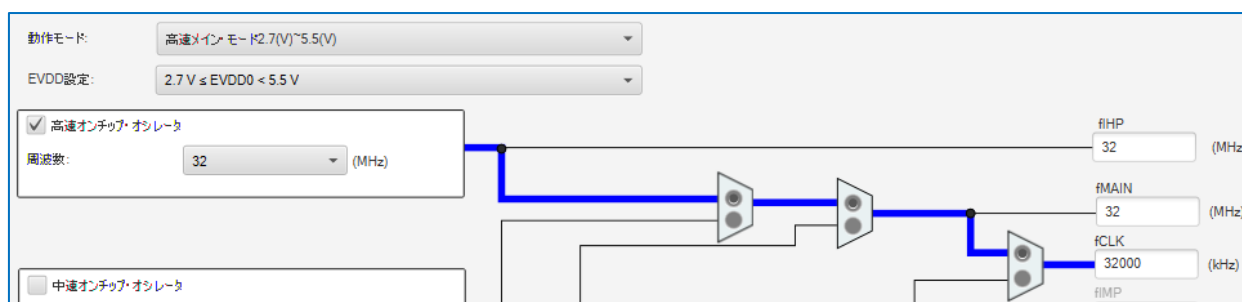 動作モード: 高速メイン・モード2.7(V)~5.5(V)
EVDD設定: 2.7 V ≤ EVDD0 < 5.5 V
高速オンチップ・オシレータ
周波数: 32 (MHz)
fIHP
32 (MHz
fMAIN
32 (MHz)
fCLK
32000 (kHz)
中速オンチップ・オシレータ
fIMP